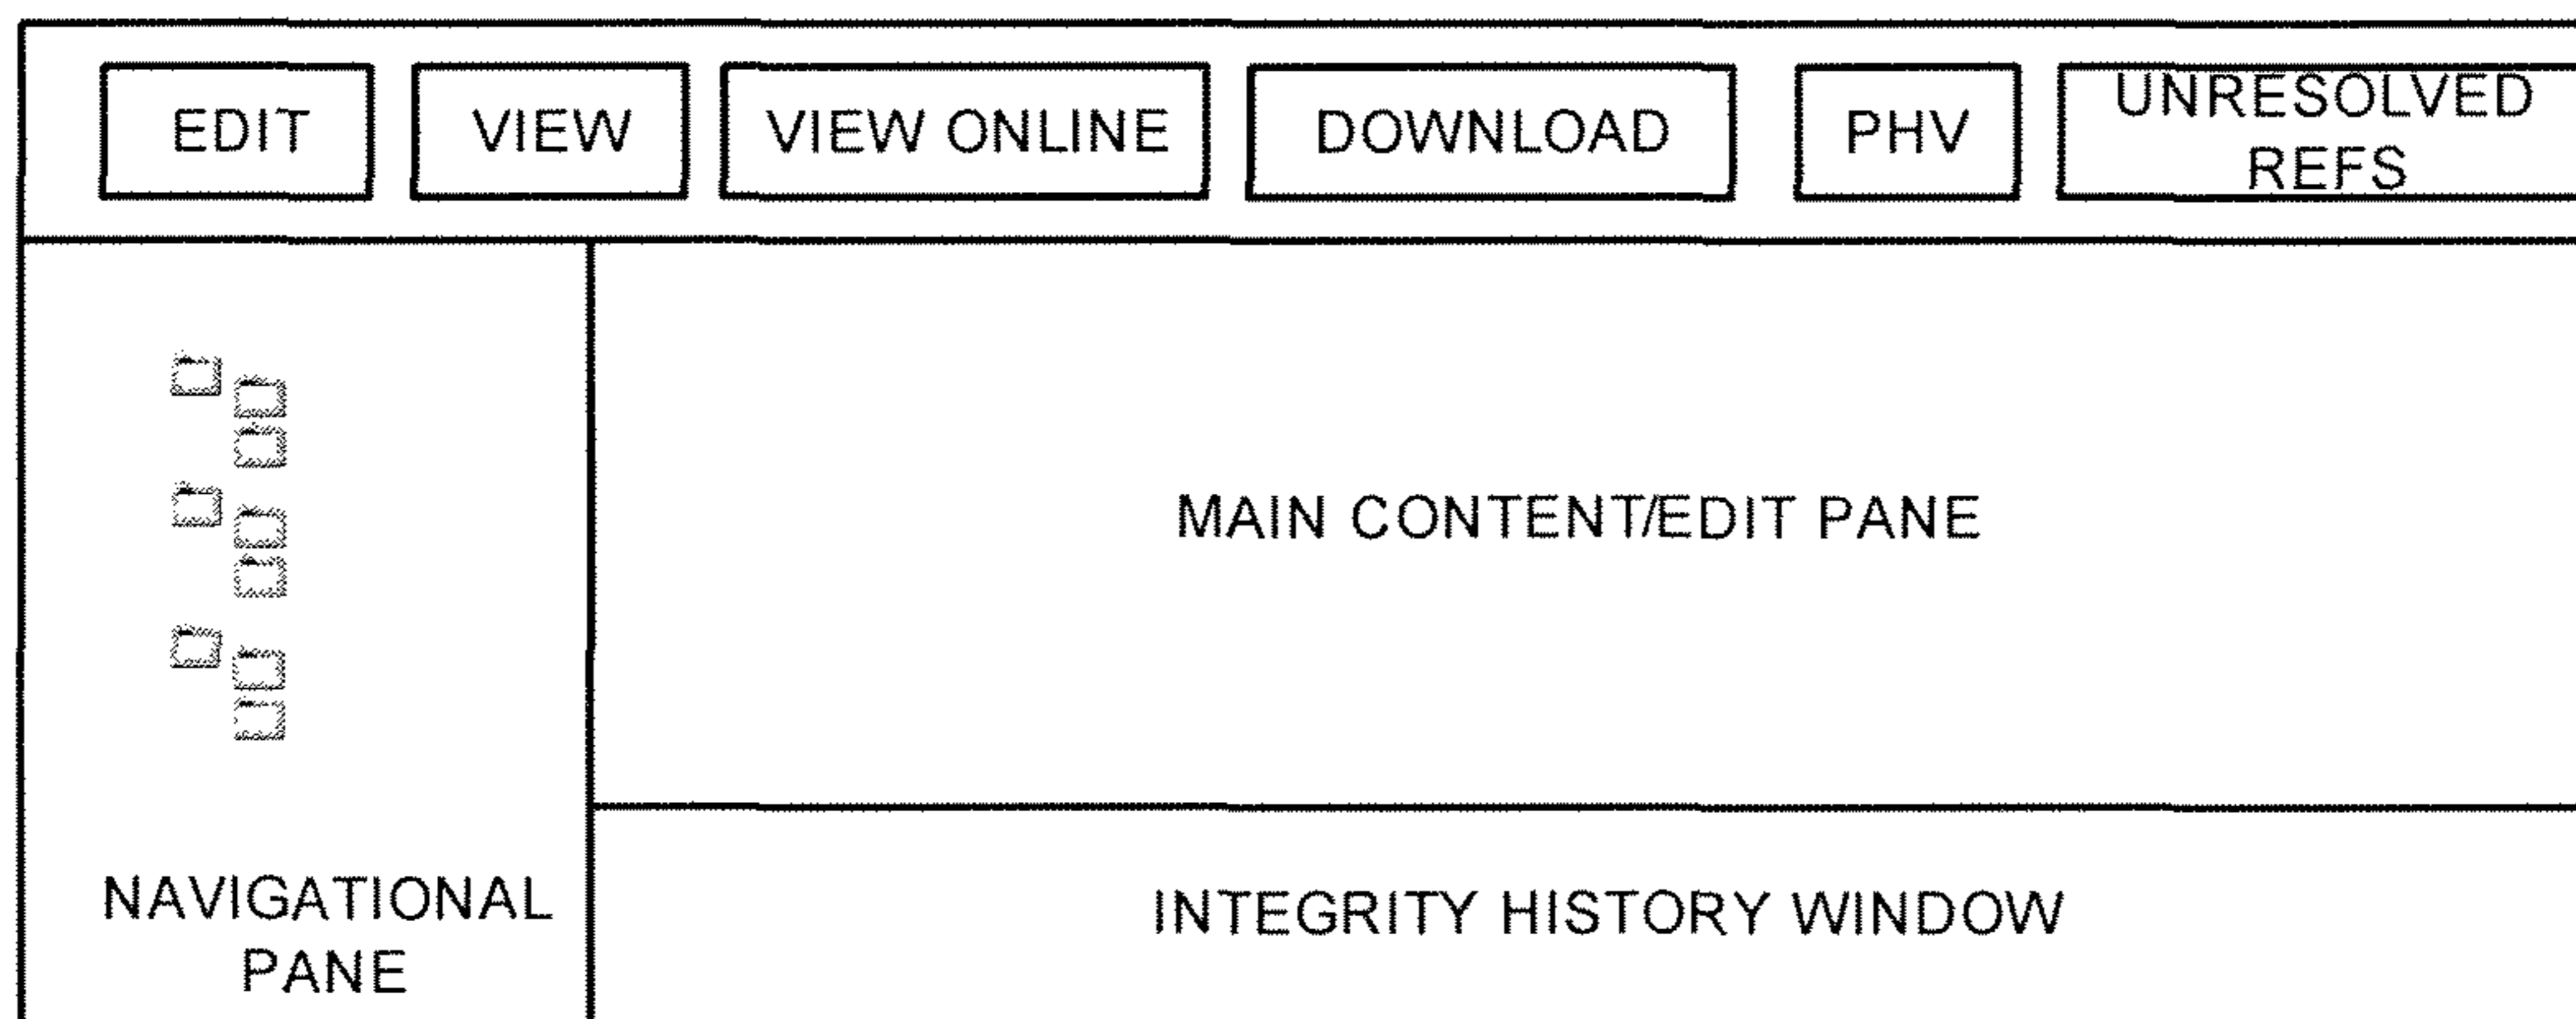 EDIT
VIEW
VIEW ONLINE
DOWNLOAD
PHV
UNRESOLVED
REFS
MAIN CONTENT/EDIT PANE
NAVIGATIONAL
PANE
INTEGRITY HISTORY WINDOW